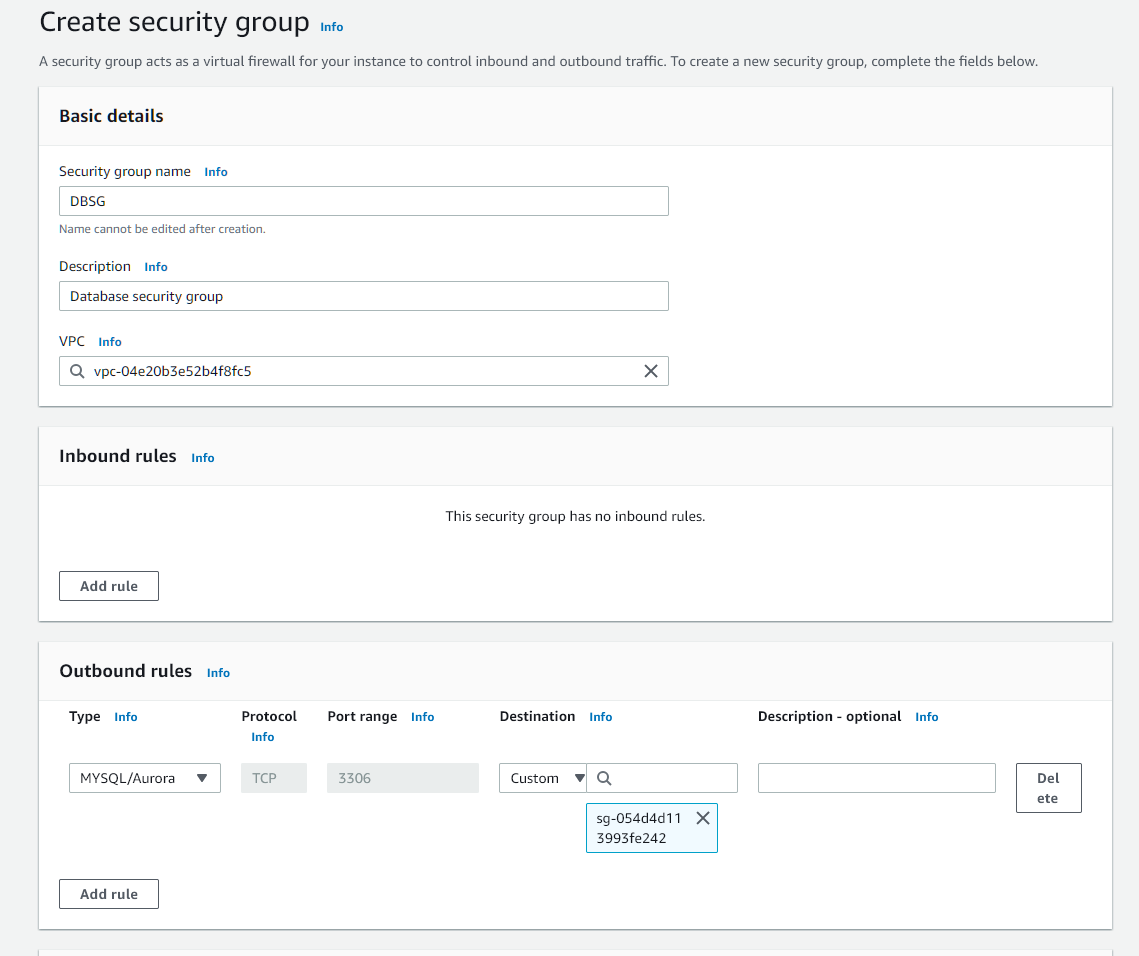 Create security group Info
A security group acts as a virtual firewall for your instance to control inbound and outbound traffic. To create a new security group, complete the fields below.
Basic details
Security group name Info
DBSG
Name cannot be edited after creation.
Description Info
Database security group
VPC Info
vpc-04e20b3e52b4f8fc5
Inbound rules Info
This security group has no inbound rules.
Add rule
Outbound rules Info
Type Info Protocol Info Port range Info Destination Info Description - optional Info
MYSQL/Aurora TCP 3306 Custom
Del
ete
sg-054d4d11
3993fe242
Add rule